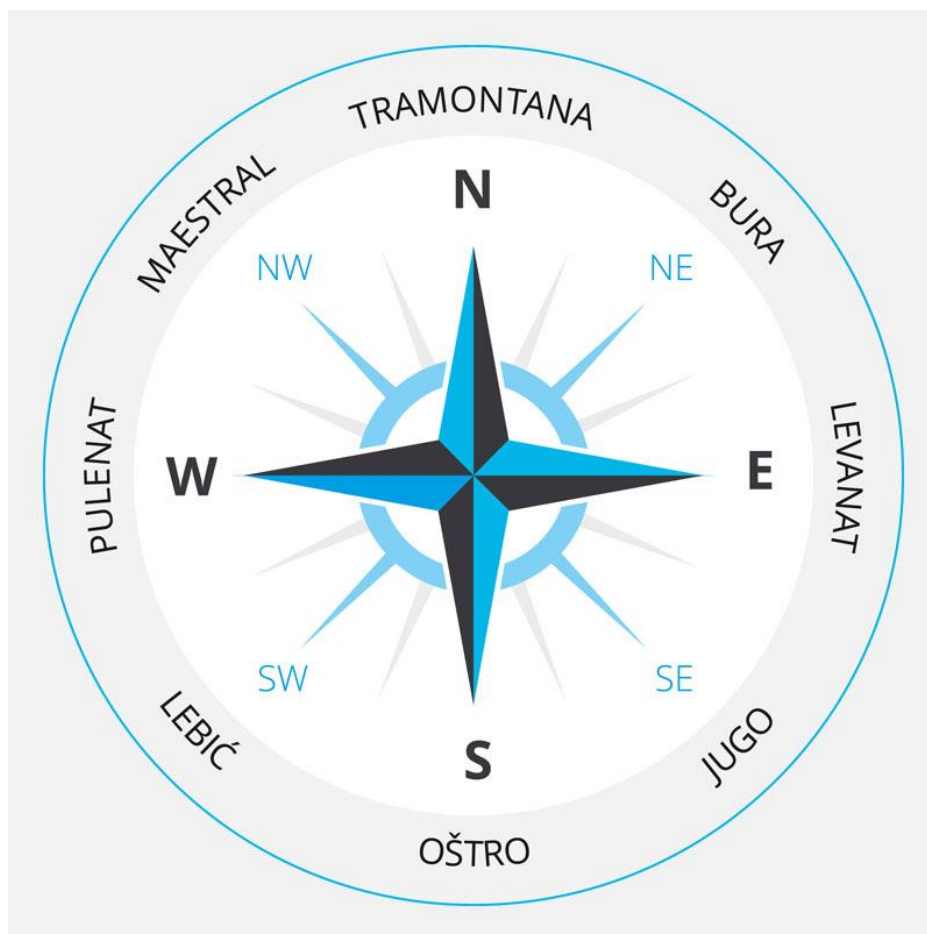 TRAMONTANA
MAESTRAL
BURA
N
NW
NE
PULENAT
W
E
LEVANAT
SW
SE
LEBIĆ
S
JUGO
OŠTRO